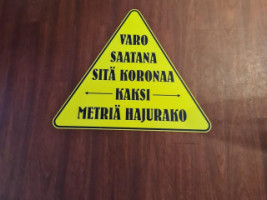 VARO
SAATANA
SITÄ KORONAA
KAKSI
METRIÄ HAJURAKO